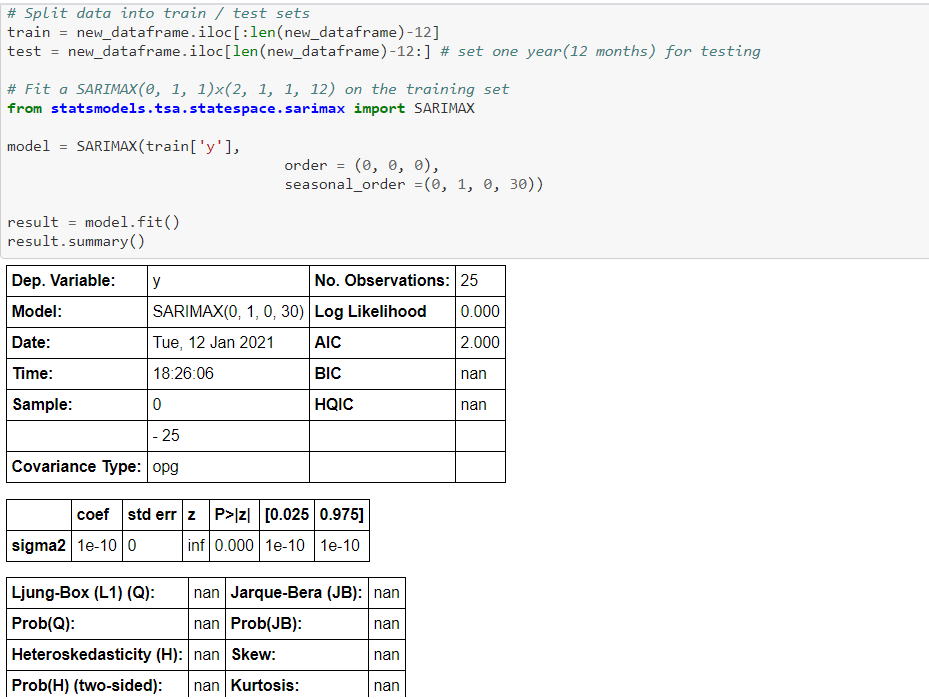 # Split data into train / test sets
train = new_dataframe.iloc[:len(new_dataframe)-12]
test = new_dataframe.iloc[len(new_dataframe)-12:] # set one year(12 months) for testing
# Fit a SARIMAX(0, 1, 1)x(2, 1, 1, 12) on the training set
from statsmodels.tsa.statespace.sarimax import SARIMAX
model = SARIMAX(train['y'],
order = (0, 0, 0),
seasonal_order =(0, 1, 0, 30))
result = model.fit()
result.summary()
Dep. Variable: y No. Observations: 25
Model: SARIMAX(0, 1, 0, 30) Log Likelihood 0.000
Date: Tue, 12 Jan 2021 AIC 2.000
Time: 18:26:06 BIC nan
Sample: 0 HQIC nan
- 25
Covariance Type: opg
coef std err z P>|z| [0.025 0.975]
sigma2 1e-10 0 inf 0.000 1e-10 1e-10
Ljung-Box (L1) (Q): nan Jarque-Bera (JB): nan
Prob(Q): nan Prob(JB): nan
Heteroskedasticity (H): nan Skew: nan
Prob(H) (two-sided): nan Kurtosis: nan